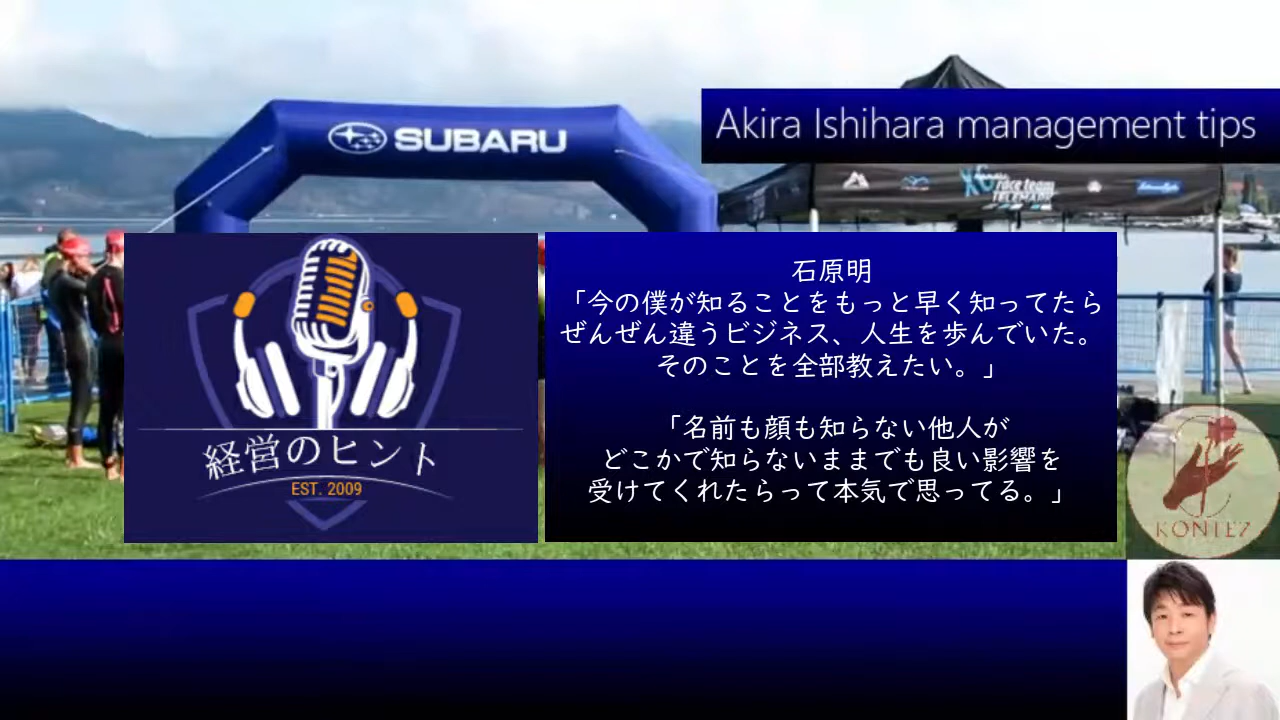 SUBARU
Akira Ishihara management tips
race team
石原明
「今の僕が知ることをもっと早く知ってたら
ぜんぜん違うビジネス、人生を歩んでいた。
そのことを全部教えたい。」
「名前も顔も知らない他人が
どこかで知らないままでも良い影響を
受けてくれたらって本気で思ってる。」
経営のヒント
EST. 2009